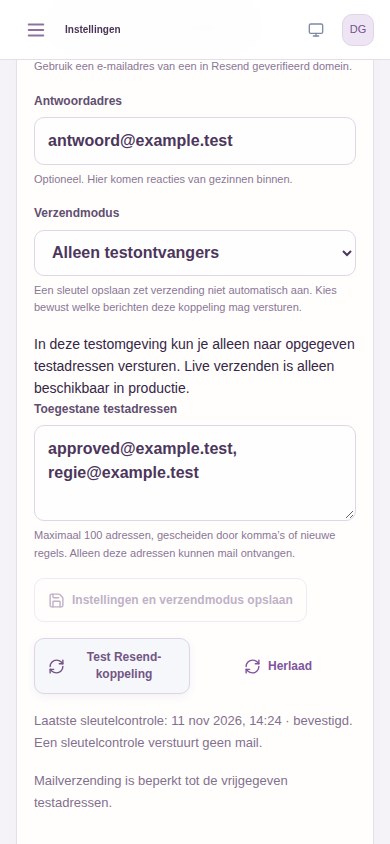 Instellingen
DG
Gebruik een e-mailadres van een in Resend geverifieerd domein.
Antwoordadres
antwoord@example.test
Optioneel. Hier komen reacties van gezinnen binnen.
Verzendmodus
Alleen testontvangers
Een sleutel opslaan zet verzending niet automatisch aan. Kies
bewust welke berichten deze koppeling mag versturen.
In deze testomgeving kun je alleen naar opgegeven
testadressen versturen. Live verzenden is alleen
beschikbaar in productie.
Toegestane testadressen
approved@example.test,
regie@example.test
Maximaal 100 adressen, gescheiden door komma's of nieuwe
regels. Alleen deze adressen kunnen mail ontvangen.
Instellingen en verzendmodus opslaan
Test Resend-
koppeling
Herlaad
Laatste sleutelcontrole: 11 nov 2026, 14:24 · bevestigd.
Een sleutelcontrole verstuurt geen mail.
Mailverzending is beperkt tot de vrijgegeven
testadressen.